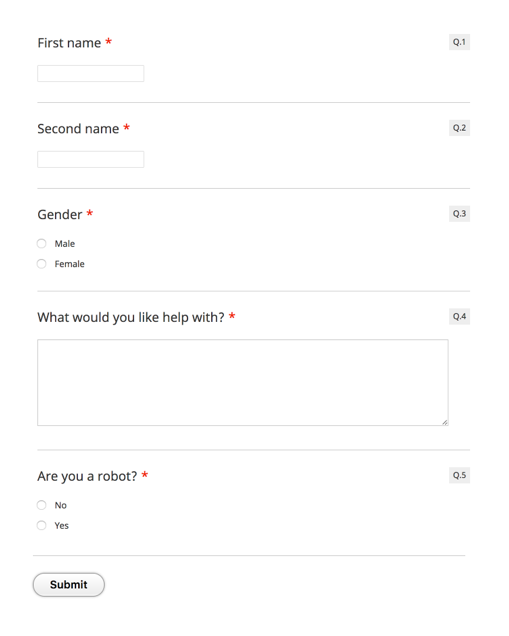 First name * Q.1
Second name * Q.2
Gender * Q.3
Male
Female
What would you like help with? * Q.4
Are you a robot? * Q.5
No
Yes
Submit